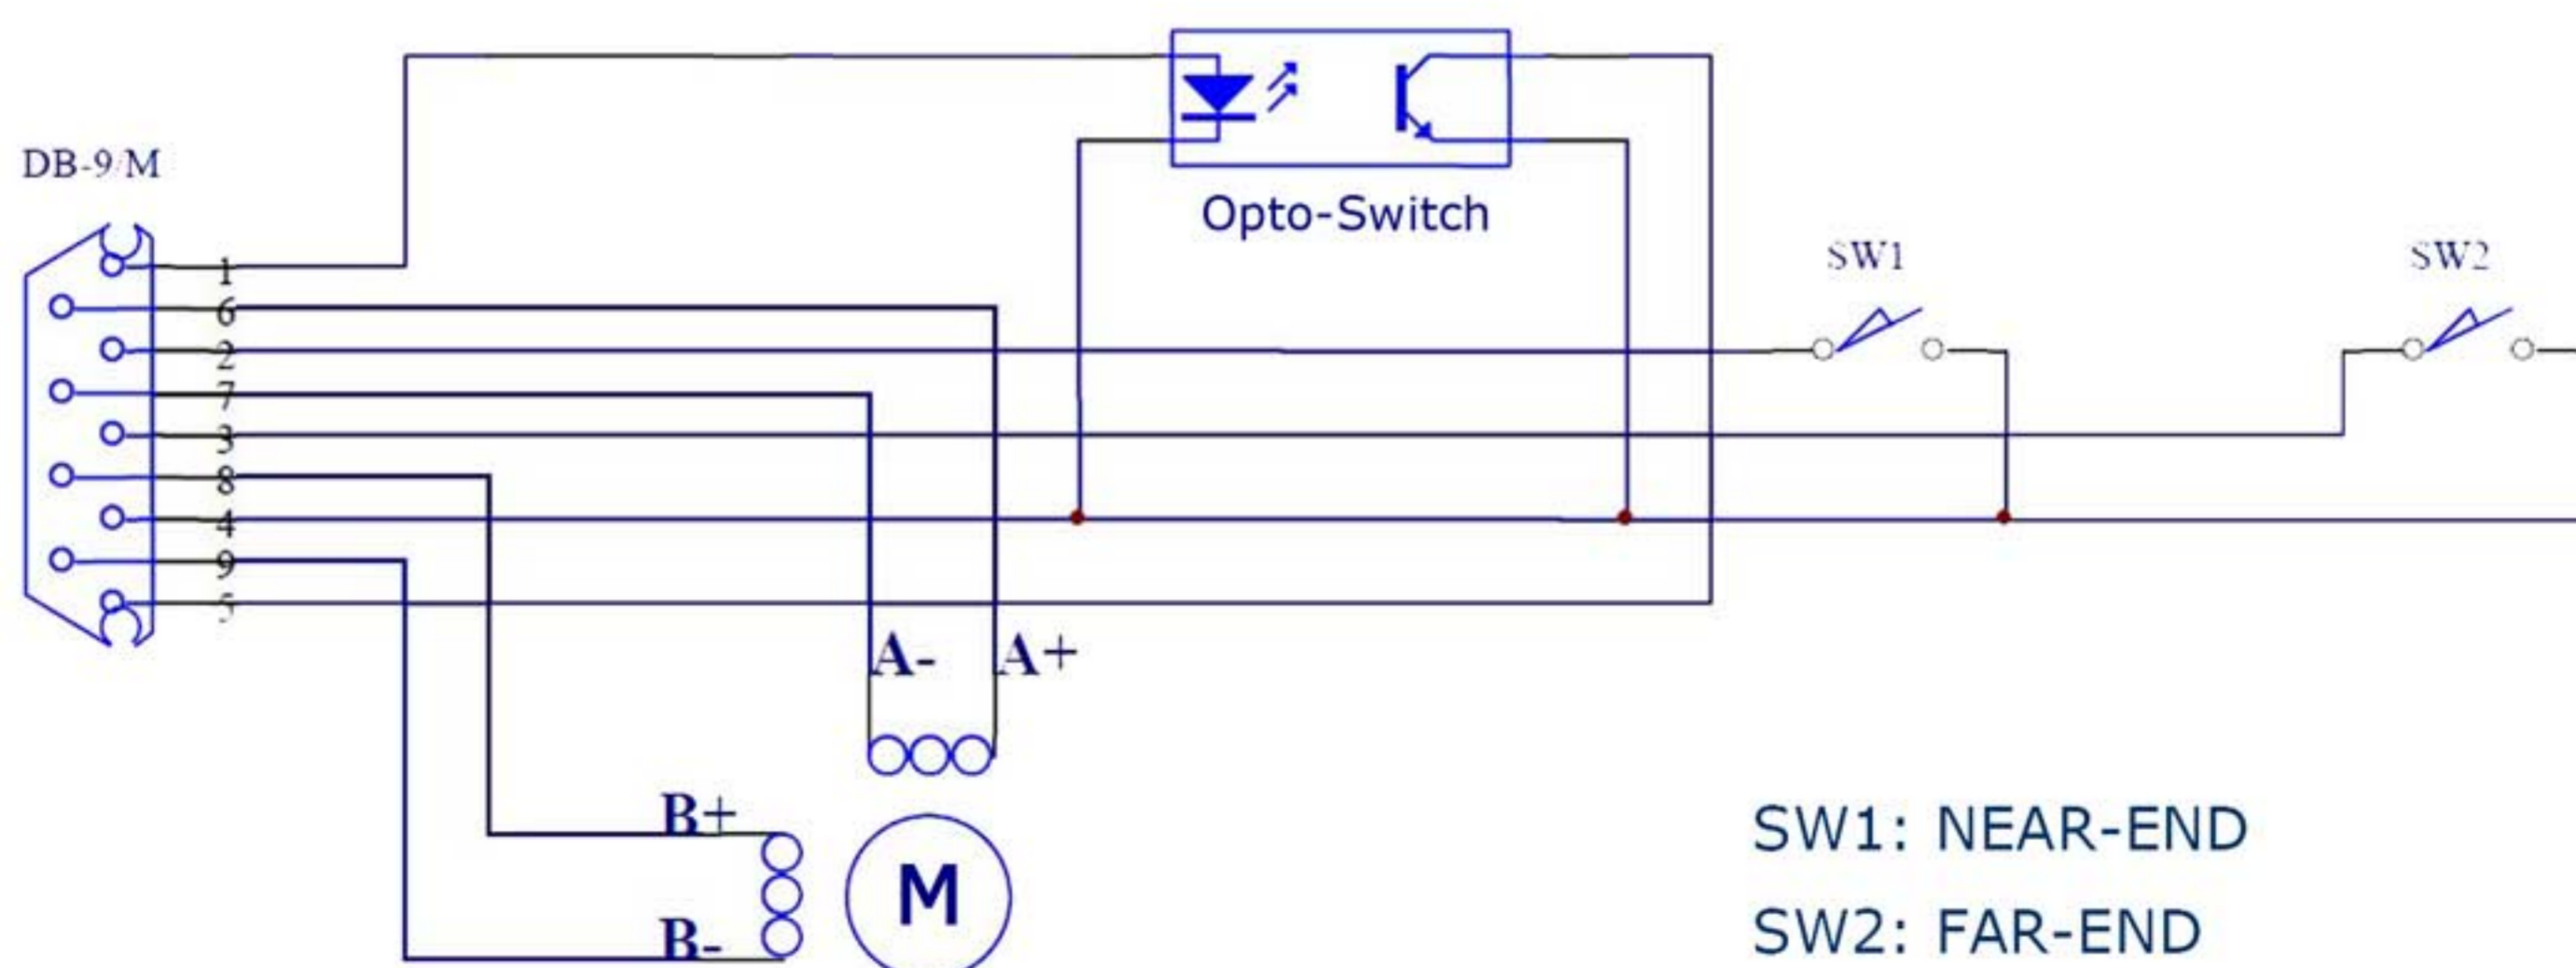 DB-9/M
Opto-Switch
SW1
SW2
1
6
2
7
3
8
4
9
5
A-
A+
B+
B-
M
SW1: NEAR-END
SW2: FAR-END